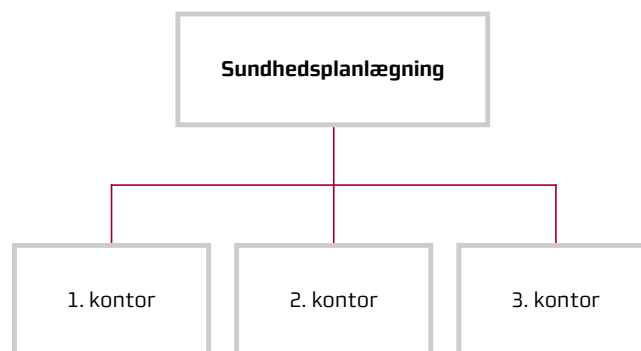 Sundhedsplanlægning
1. kontor
2. kontor
3. kontor